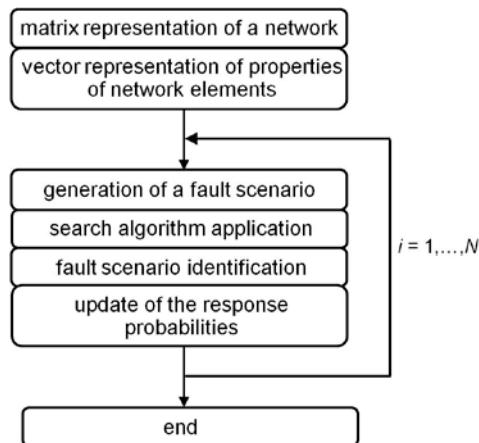 matrix representation of a network
vector representation of properties
of network elements
generation of a fault scenario
search algorithm application
fault scenario identification
update of the response
probabilities
i = 1,...,N
end